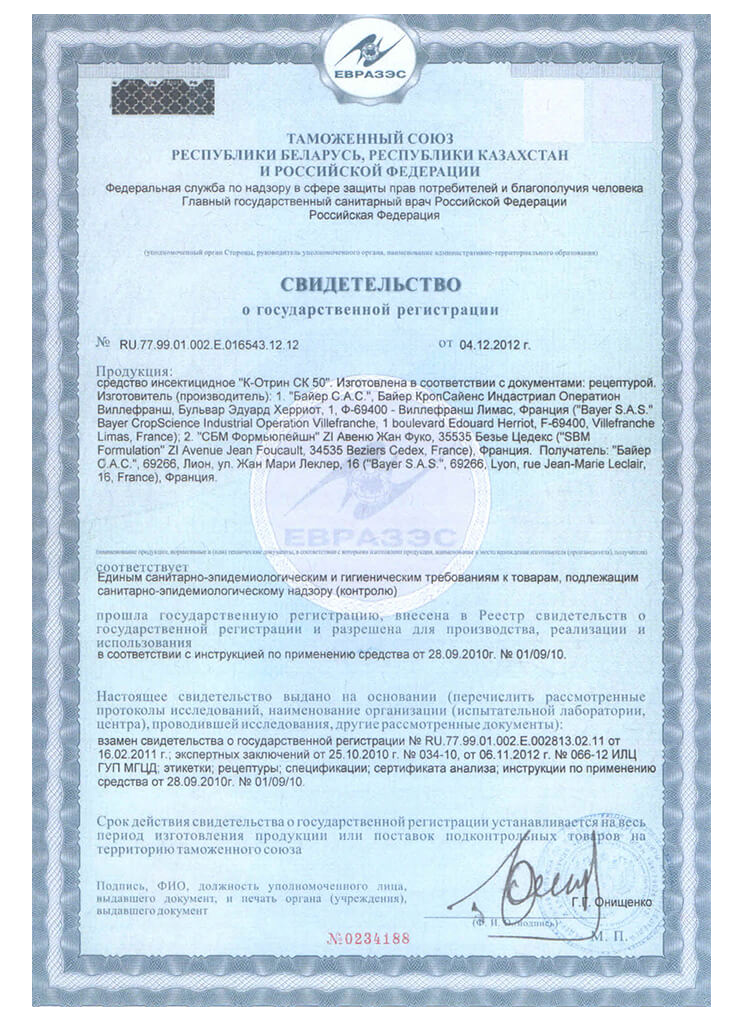 ЕВРАЗЭС
ТАМОЖЕННЫЙ СОЮЗ
РЕСПУБЛИКИ БЕЛАРУСЬ, РЕСПУБЛИКИ КАЗАХСТАН
И РОССИЙСКОЙ ФЕДЕРАЦИИ
Федеральная служба по надзору в сфере защиты прав потребителей и благополучия человека
Главный государственный санитарный врач Российской Федерации
Российская Федерация
(уполномоченный орган Стороны, руководитель уполномоченного органа, наименование административно-территориального образования)
СВИДЕТЕЛЬСТВО
о государственной регистрации
№ RU.77.99.01.002.Е.016543.12.12 от 04.12.2012 г.
Продукция:
средство инсектицидное "К-Отрин СК 50". Изготовлена в соответствии с документами: рецептурой.
Изготовитель (производитель): 1. "Байер С.А.С.", Байер КропСайенс Индастриал Оператион
Виллефранш, Бульвар Эдуард Херриот, 1, Ф-69400 - Виллефранш Лимас, Франция ("Bayer S.A.S."
Bayer CropScience Industrial Operation Villefranche, 1 boulevard Edouard Herriot, F-69400, Villefranche
Limas, France); 2. "СБМ Формьюлейшн" ZI Авеню Жан Фуко, 35535 Безье Цедекс ("SBM
Formulation" ZI Avenue Jean Foucault, 34535 Beziers Cedex, France), Франция. Получатель: "Байер
С.А.С.", 69266, Лион, ул. Жан Мари Леклер, 16 ("Bayer S.A.S.", 69266, Lyon, rue Jean-Marie Leclair,
16, France), Франция.
ЕВРАЗЭС
(наименование продукции, нормативные и (или) технические документы, в соответствии с которыми изготовлена продукция, наименование и место нахождения изготовителя (производителя), получателя)
соответствует
Единым санитарно-эпидемиологическим и гигиеническим требованиям к товарам, подлежащим
санитарно-эпидемиологическому надзору (контролю)
прошла государственную регистрацию, внесена в Реестр свидетельств о
государственной регистрации и разрешена для производства, реализации и
использования
в соответствии с инструкцией по применению средства от 28.09.2010г. № 01/09/10.
Настоящее свидетельство выдано на основании (перечислить рассмотренные
протоколы исследований, наименование организации (испытательной лаборатории,
центра), проводившей исследования, другие рассмотренные документы):
взамен свидетельства о государственной регистрации № RU.77.99.01.002.Е.002813.02.11 от
16.02.2011 г.; экспертных заключений от 25.10.2010 г. № 034-10, от 06.11.2012 г. № 066-12 ИЛЦ
ГУП МГЦД; этикетки; рецептуры; спецификации; сертификата анализа; инструкции по применению
средства от 28.09.2010г. № 01/09/10.
Срок действия свидетельства о государственной регистрации устанавливается на весь
период изготовления продукции или поставок подконтрольных товаров на
территорию таможенного союза
Подпись, ФИО, должность уполномоченного лица,
выдавшего документ, и печать органа (учреждения),
выдавшего документ
Г.Г. Онищенко
(Ф. И. О./подпись)
М. П.
№0234188